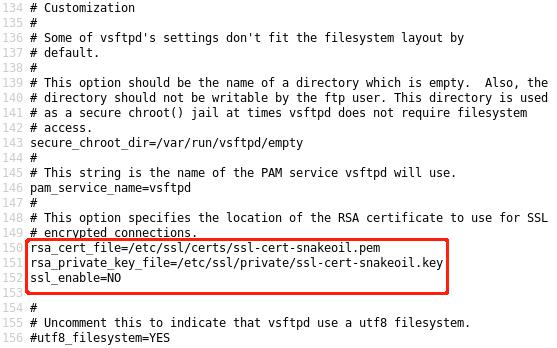 134 # Customization
135 #
136 # Some of vsftpd's settings don't fit the filesystem layout by
137 # default.
138 #
139 # This option should be the name of a directory which is empty.  Also, the
140 # directory should not be writable by the ftp user. This directory is used
141 # as a secure chroot() jail at times vsftpd does not require filesystem
142 # access.
143 secure_chroot_dir=/var/run/vsftpd/empty
144 #
145 # This string is the name of the PAM service vsftpd will use.
146 pam_service_name=vsftpd
147 #
148 # This option specifies the location of the RSA certificate to use for SSL
149 # encrypted connections.
150 rsa_cert_file=/etc/ssl/certs/ssl-cert-snakeoil.pem
151 rsa_private_key_file=/etc/ssl/private/ssl-cert-snakeoil.key
152 ssl_enable=NO
153
154 #
155 # Uncomment this to indicate that vsftpd use a utf8 filesystem.
156 #utf8_filesystem=YES